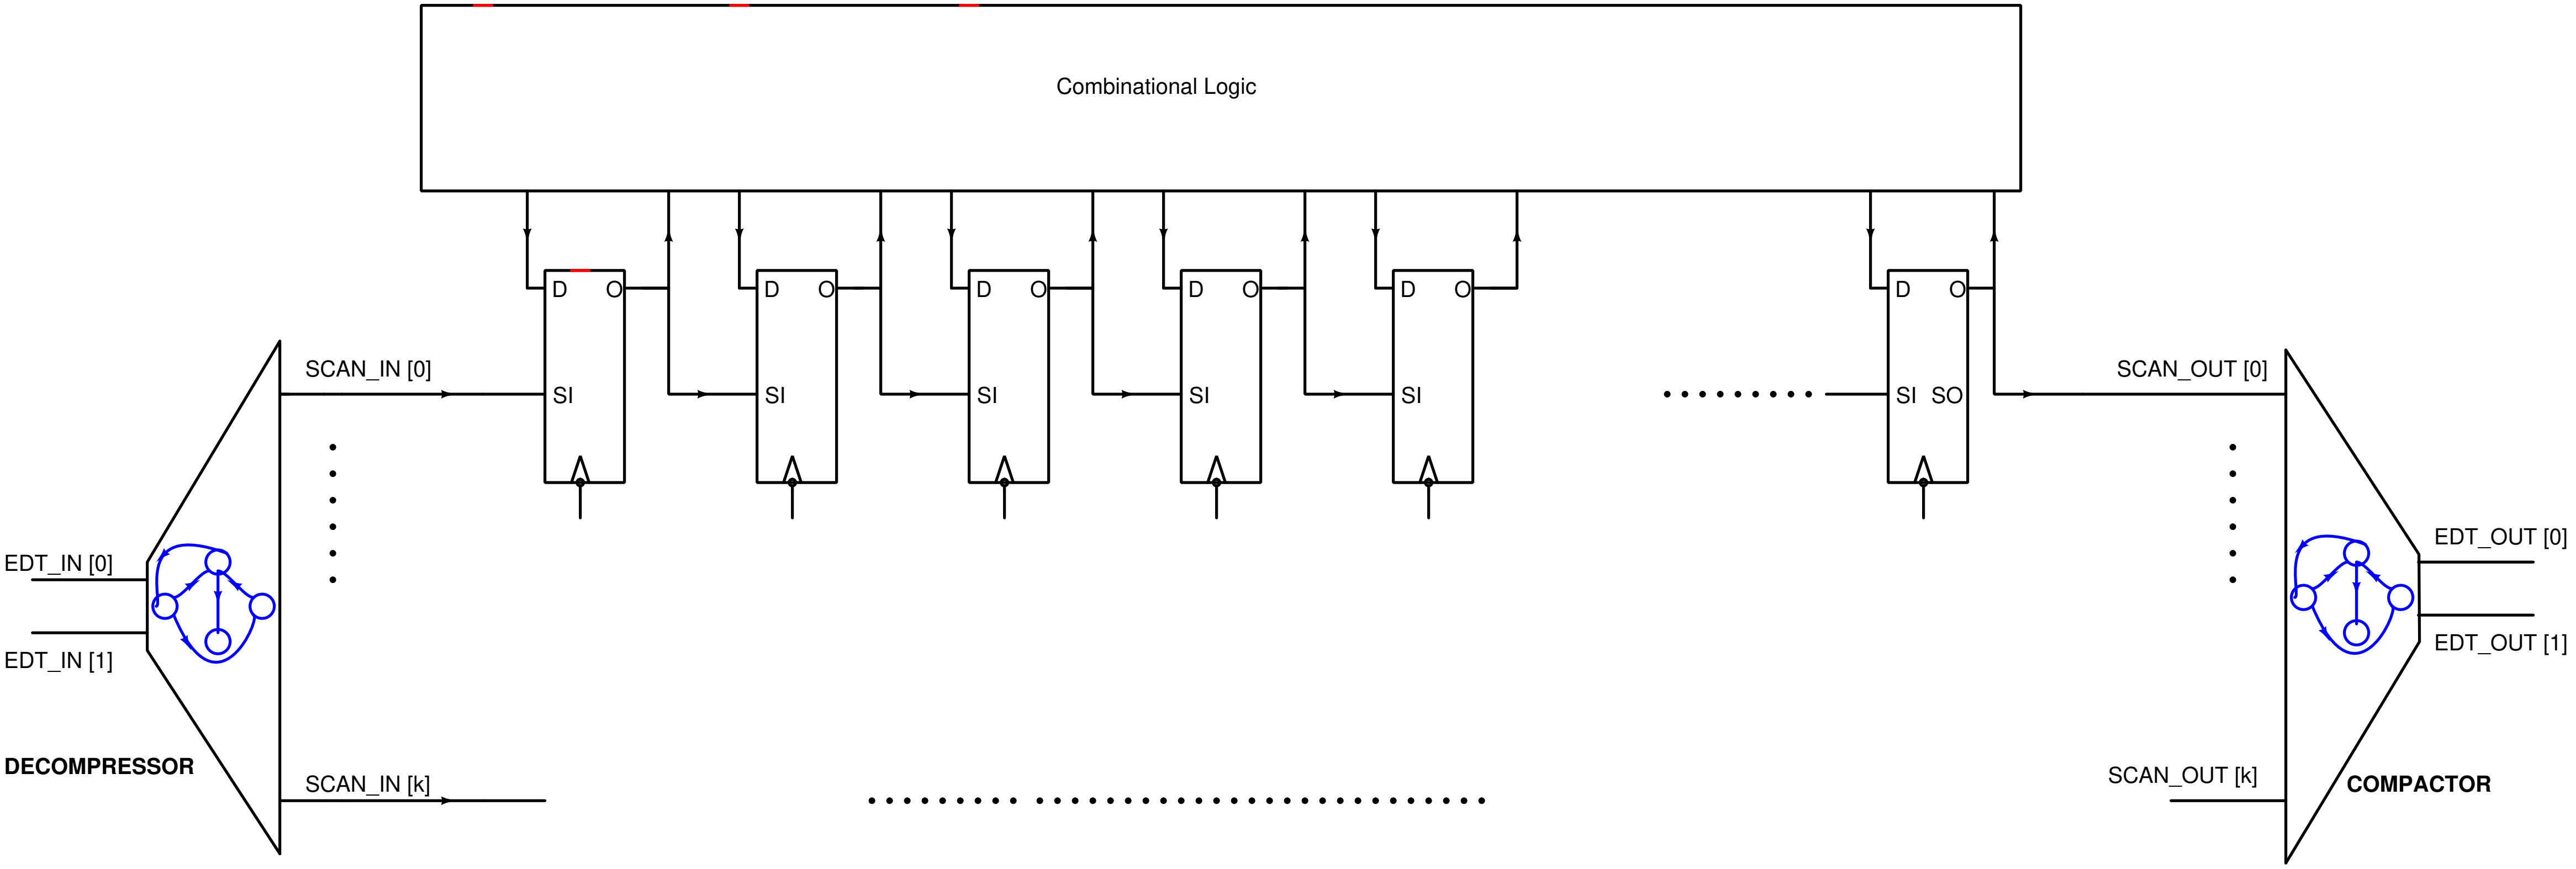 Combinational Logic
D O
D O
D O
D O
D O
D O
SCAN_IN [0]
SCAN_OUT [0]
SI
SI
SI
SI
SI
SI SO
EDT_IN [0]
EDT_OUT [0]
EDT_IN [1]
EDT_OUT [1]
DECOMPRESSOR
SCAN_IN [k]
SCAN_OUT [k]
COMPACTOR